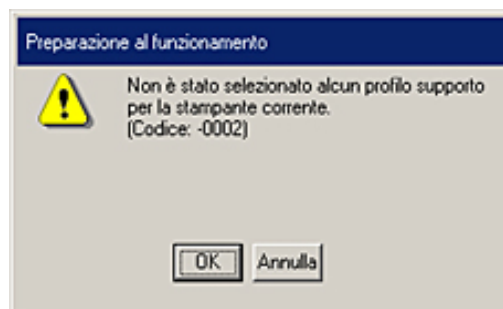 Preparazione al funzionamento
Non è stato selezionato alcun profilo supporto
per la stampante corrente.
(Codice: -0002)
OK
Annulla